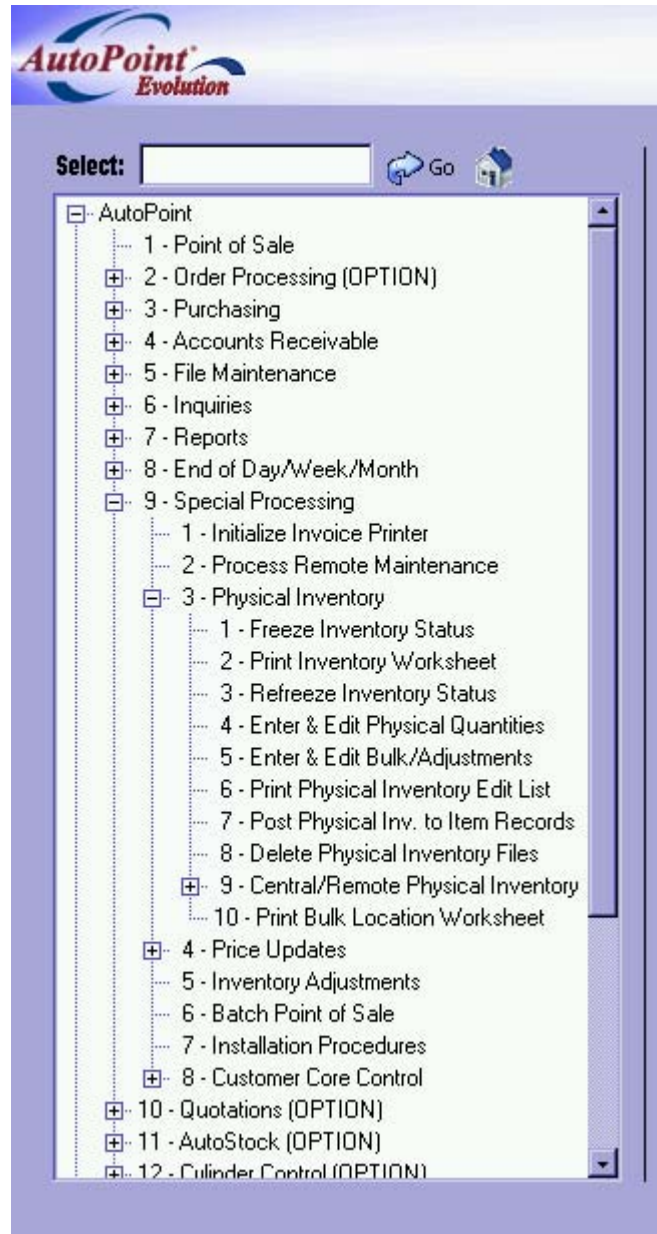 AutoPoint
Evolution
Select:
Go
AutoPoint
1 - Point of Sale
2 - Order Processing (OPTION)
3 - Purchasing
4 - Accounts Receivable
5 - File Maintenance
6 - Inquiries
7 - Reports
8 - End of Day/Week/Month
9 - Special Processing
1 - Initialize Invoice Printer
2 - Process Remote Maintenance
3 - Physical Inventory
1 - Freeze Inventory Status
2 - Print Inventory Worksheet
3 - Refreeze Inventory Status
4 - Enter & Edit Physical Quantities
5 - Enter & Edit Bulk/Adjustments
6 - Print Physical Inventory Edit List
7 - Post Physical Inv. to Item Records
8 - Delete Physical Inventory Files
9 - Central/Remote Physical Inventory
10 - Print Bulk Location Worksheet
4 - Price Updates
5 - Inventory Adjustments
6 - Batch Point of Sale
7 - Installation Procedures
8 - Customer Core Control
10 - Quotations (OPTION)
11 - AutoStock (OPTION)
12 - Cylinder Control (OPTION)